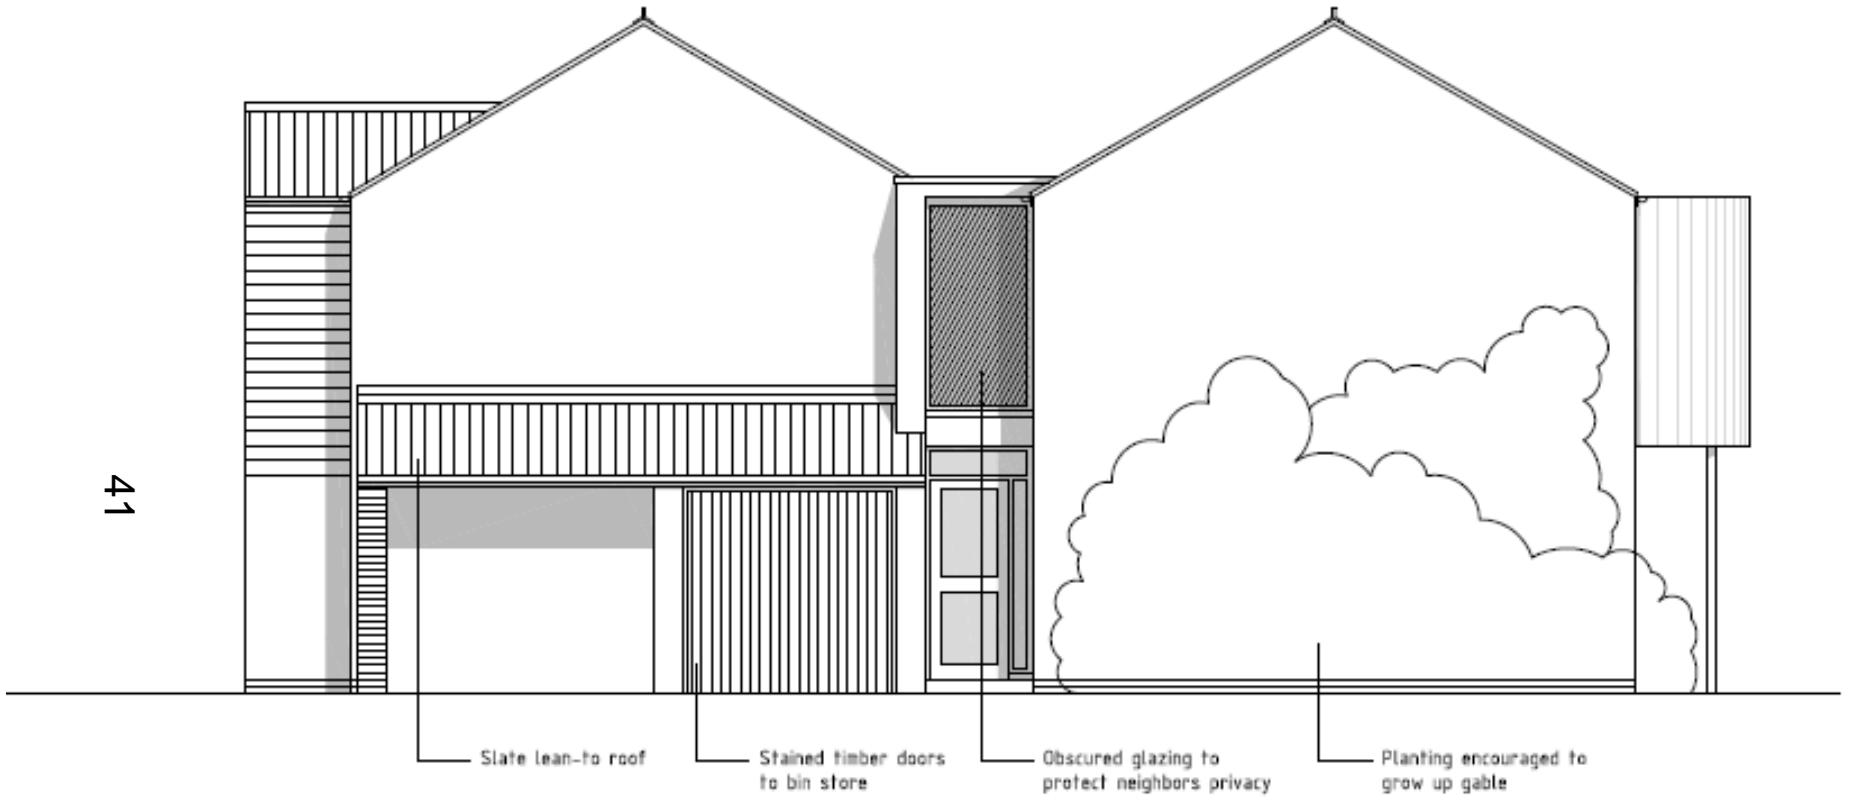 41
Slate lean-to roof
Stained timber doors
to bin store
Obscured glazing to
protect neighbors privacy
Planting encouraged to
grow up gable